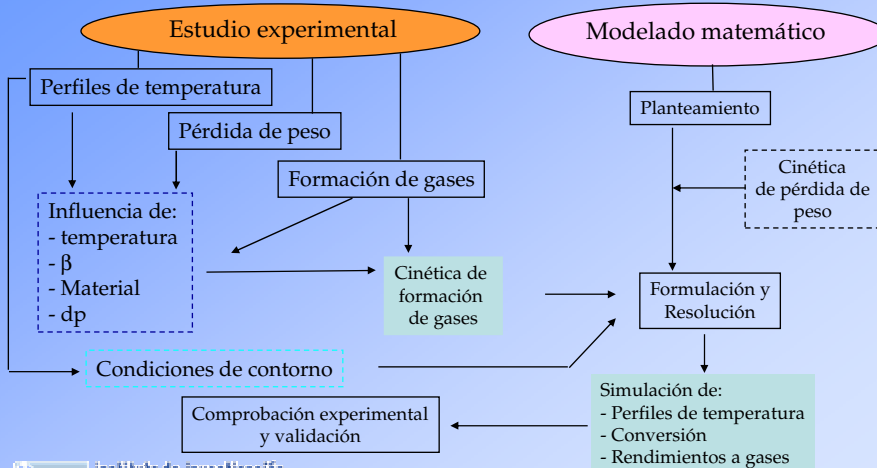 Estudio experimental
Modelado matemático
Perfiles de temperatura
Planteamiento
Pérdida de peso
Cinética
de pérdida de
peso
Formación de gases
Influencia de:
- temperatura
- β
- Material
- dp
Cinética de
formación
de gases
Formulación y
Resolución
Condiciones de contorno
Simulación de:
- Perfiles de temperatura
- Conversión
- Rendimientos a gases
Comprobación experimental
y validación